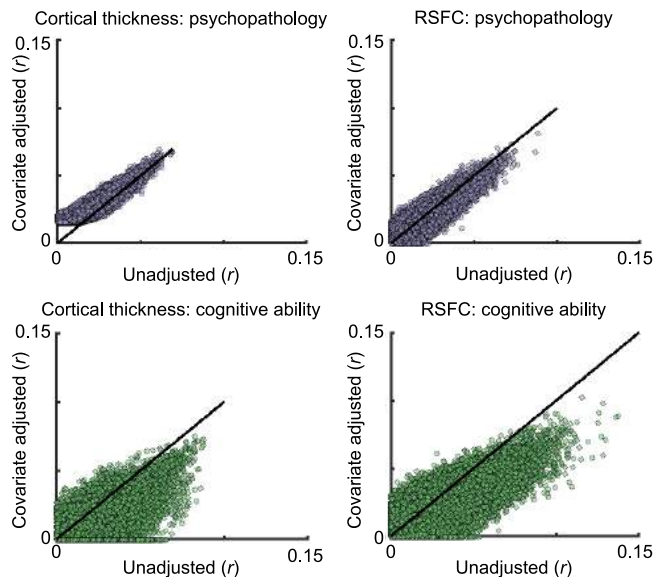 Cortical thickness: psychopathology
0.15
Covariate adjusted (r)
0
0
Unadjusted (r)
0.15
RSFC: psychopathology
0.15
Covariate adjusted (r)
0
0
Unadjusted (r)
0.15
Cortical thickness: cognitive ability
0.15
Covariate adjusted (r)
0
0
Unadjusted (r)
0.15
RSFC: cognitive ability
0.15
Covariate adjusted (r)
0
0
Unadjusted (r)
0.15